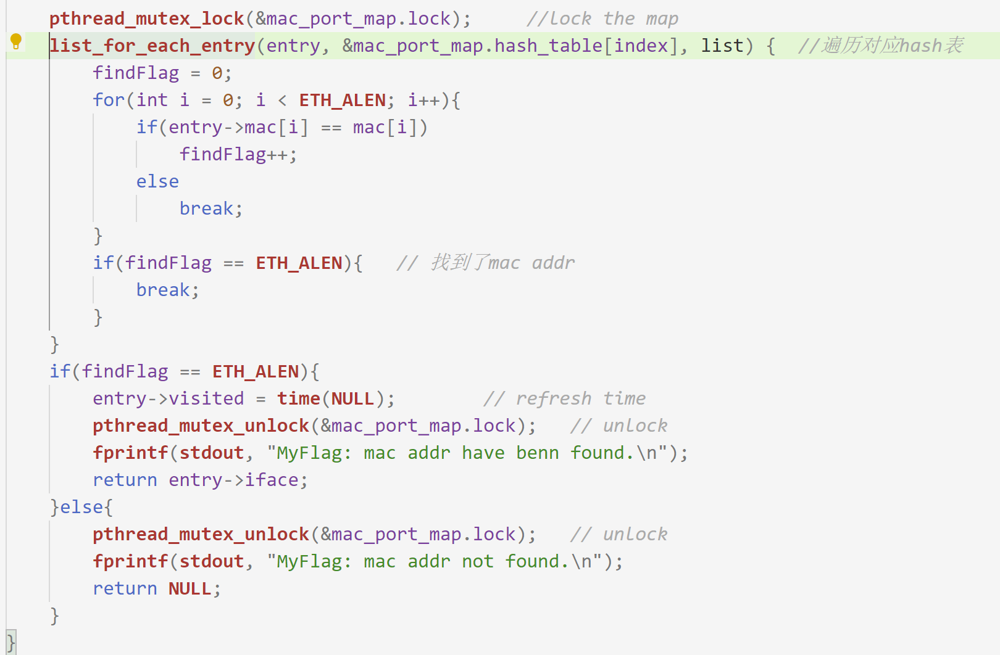 pthread_mutex_lock(&mac_port_map.lock);     //lock the map
list_for_each_entry(entry, &mac_port_map.hash_table[index], list) {  //遍历对应hash表
    findFlag = 0;
    for(int i = 0; i < ETH_ALEN; i++){
        if(entry->mac[i] == mac[i])
            findFlag++;
        else
            break;
    }
    if(findFlag == ETH_ALEN){   // 找到了mac addr
        break;
    }
}
if(findFlag == ETH_ALEN){
    entry->visited = time(NULL);        // refresh time
    pthread_mutex_unlock(&mac_port_map.lock);   // unlock
    fprintf(stdout, "MyFlag: mac addr have benn found.\n");
    return entry->iface;
}else{
    pthread_mutex_unlock(&mac_port_map.lock);   // unlock
    fprintf(stdout, "MyFlag: mac addr not found.\n");
    return NULL;
}
}